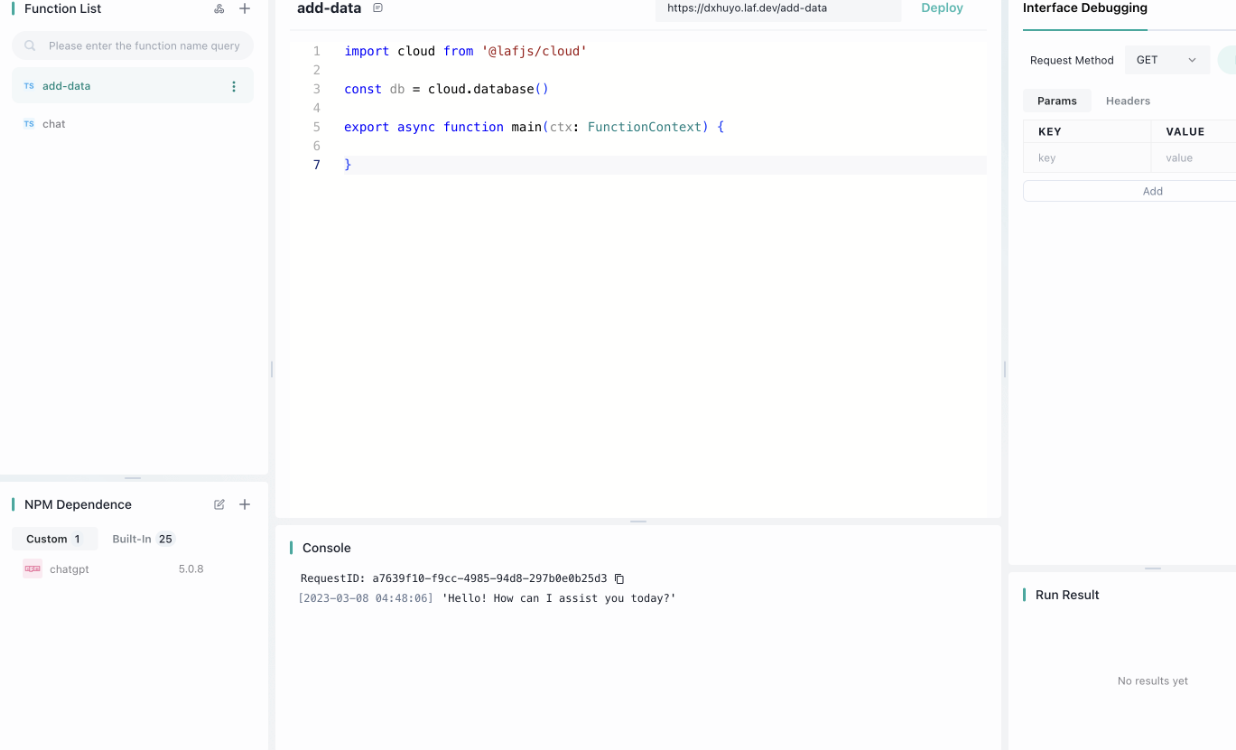 Function List
Please enter the function name query
TS add-data
TS chat
NPM Dependence
Custom 1 Built-In 25
npm chatgpt 5.0.8
add-data https://dxhuyo.laf.dev/add-data Deploy
1 import cloud from '@lafjs/cloud'
2
3 const db = cloud.database()
4
5 export async function main(ctx: FunctionContext) {
6
7 }
Console
RequestID: a7639f10-f9cc-4985-94d8-297b0e0b25d3
[2023-03-08 04:48:06] 'Hello! How can I assist you today?'
Interface Debugging
Request Method GET
Params Headers
KEY VALUE
key value
Add
Run Result
No results yet